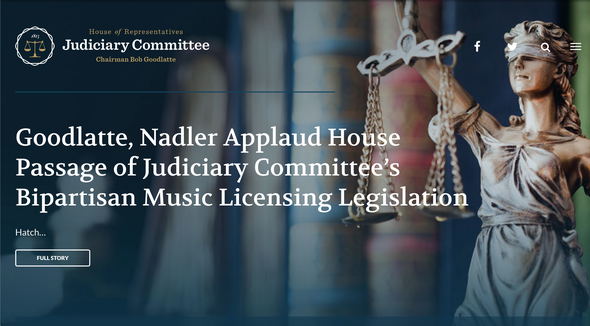 House of Representatives
1813
Judiciary Committee
Chairman Bob Goodlatte
Goodlatte, Nadler Applaud House
Passage of Judiciary Committee's
Bipartisan Music Licensing Legislation
Hatch...
FULL STORY